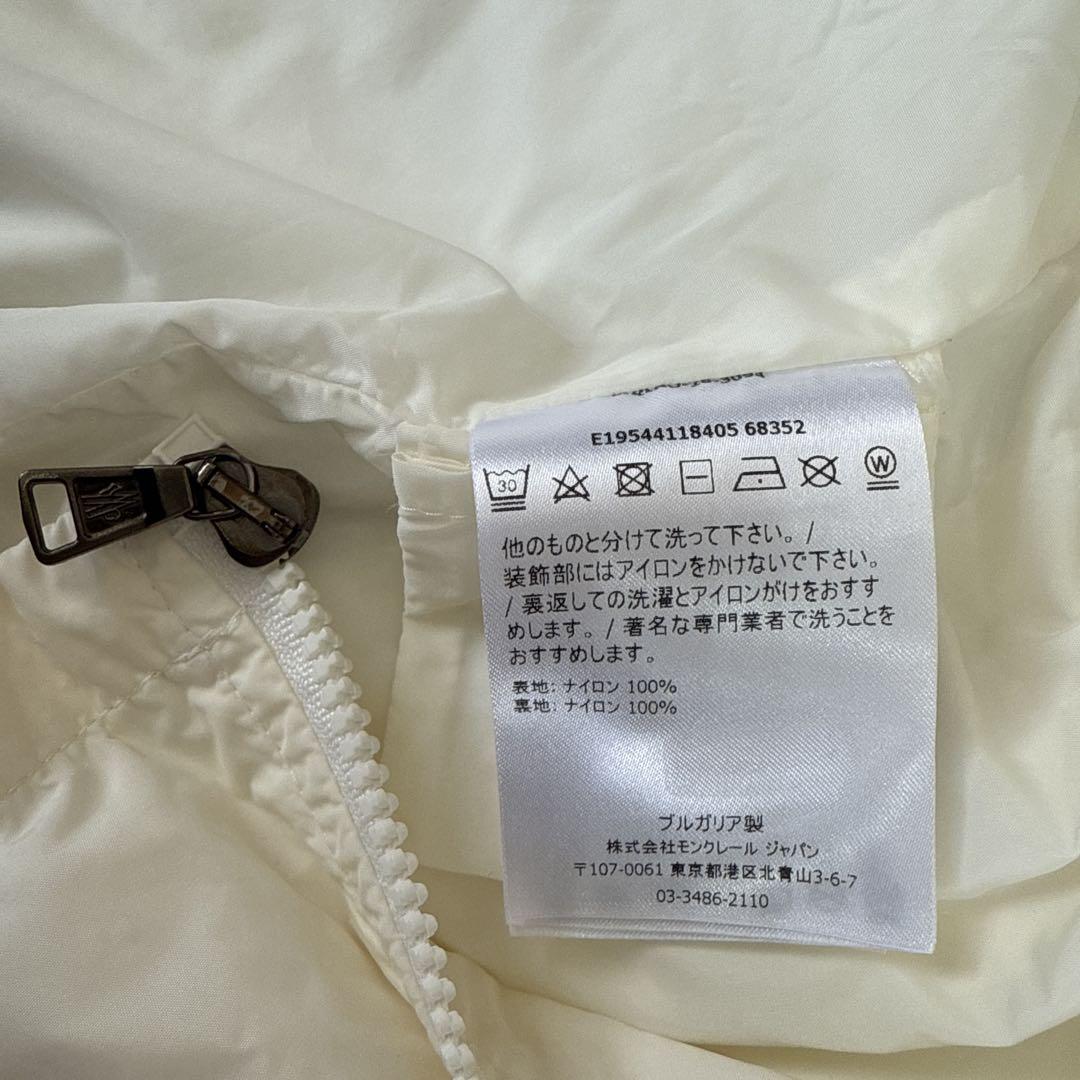 E19544118405 68352
30
W
他のものと分けて洗って下さい。/
装飾部にはアイロンをかけないで下さい。
/ 裏返しての洗濯とアイロンがけをおすす
めします。/ 著名な専門業者で洗うことを
おすすめします。
表地: ナイロン 100%
裏地: ナイロン 100%
ブルガリア製
株式会社モンクレール ジャパン
〒107-0061 東京都港区北青山3-6-7
03-3486-2110